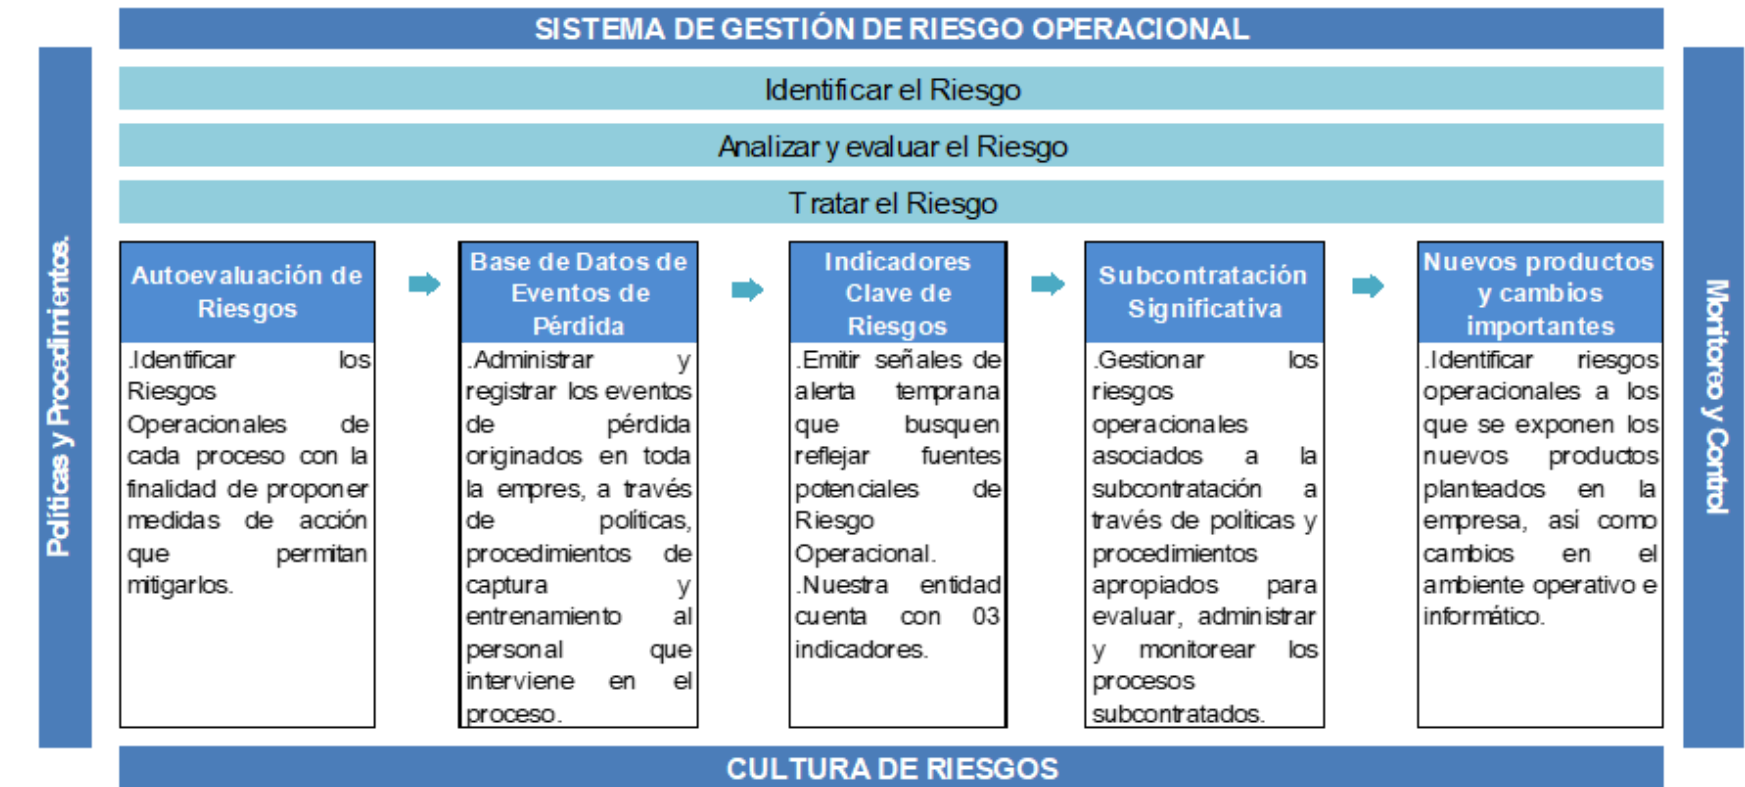 SISTEMA DE GESTIÓN DE RIESGO OPERACIONAL
Identificar el Riesgo
Analizar y evaluar el Riesgo
Tratar el Riesgo
Políticas y Procedimientos.
Autoevaluación de
Riesgos
.Identificar los
Riesgos
Operacionales de
cada proceso con la
finalidad de proponer
medidas de acción
que permitan
mitigarlos.
Base de Datos de
Eventos de
Pérdida
.Administrar y
registrar los eventos
de pérdida
originados en toda
la empres, a través
de políticas,
procedimientos de
captura y
entrenamiento al
personal que
interviene en el
proceso.
Indicadores
Clave de
Riesgos
.Emitir señales de
alerta temprana
que busquen
reflejar fuentes
potenciales de
Riesgo
Operacional.
.Nuestra entidad
cuenta con 03
indicadores.
Subcontratación
Significativa
.Gestionar los
riesgos
operacionales
asociados a la
subcontratación a
través de políticas y
procedimientos
apropiados para
evaluar, administrar
y monitorear los
procesos
subcontratados.
Nuevos productos
y cambios
importantes
.Identificar riesgos
operacionales a los
que se exponen los
nuevos productos
planteados en la
empresa, así como
cambios en el
ambiente operativo e
informático.
Monitoreo y Control
CULTURA DE RIESGOS